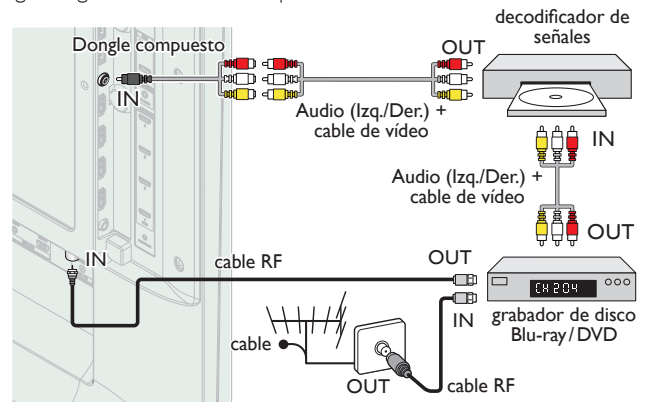 decodificador de
señales
Dongle compuesto
OUT
IN
Audio (Izq./Der.) +
cable de vídeo
IN
Audio (Izq./Der.) +
cable de vídeo
OUT
IN
cable RF
OUT
CH 204
IN
grabador de disco
Blu-ray/DVD
cable
OUT
cable RF